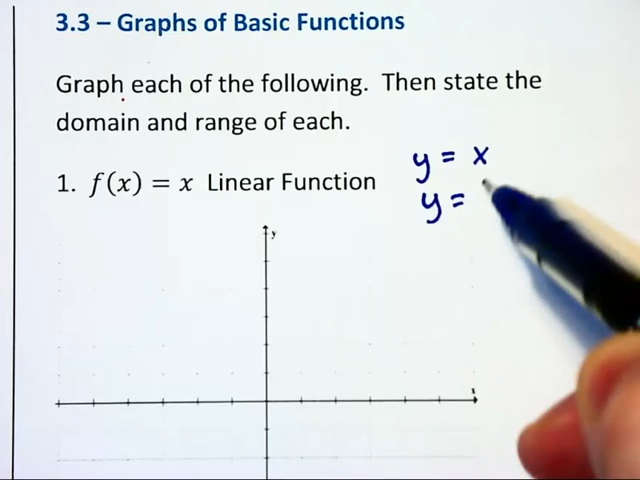 3.3 – Graphs of Basic Functions
Graph each of the following. Then state the
domain and range of each.
1. f(x) = x Linear Function
y = x
y =
y
x